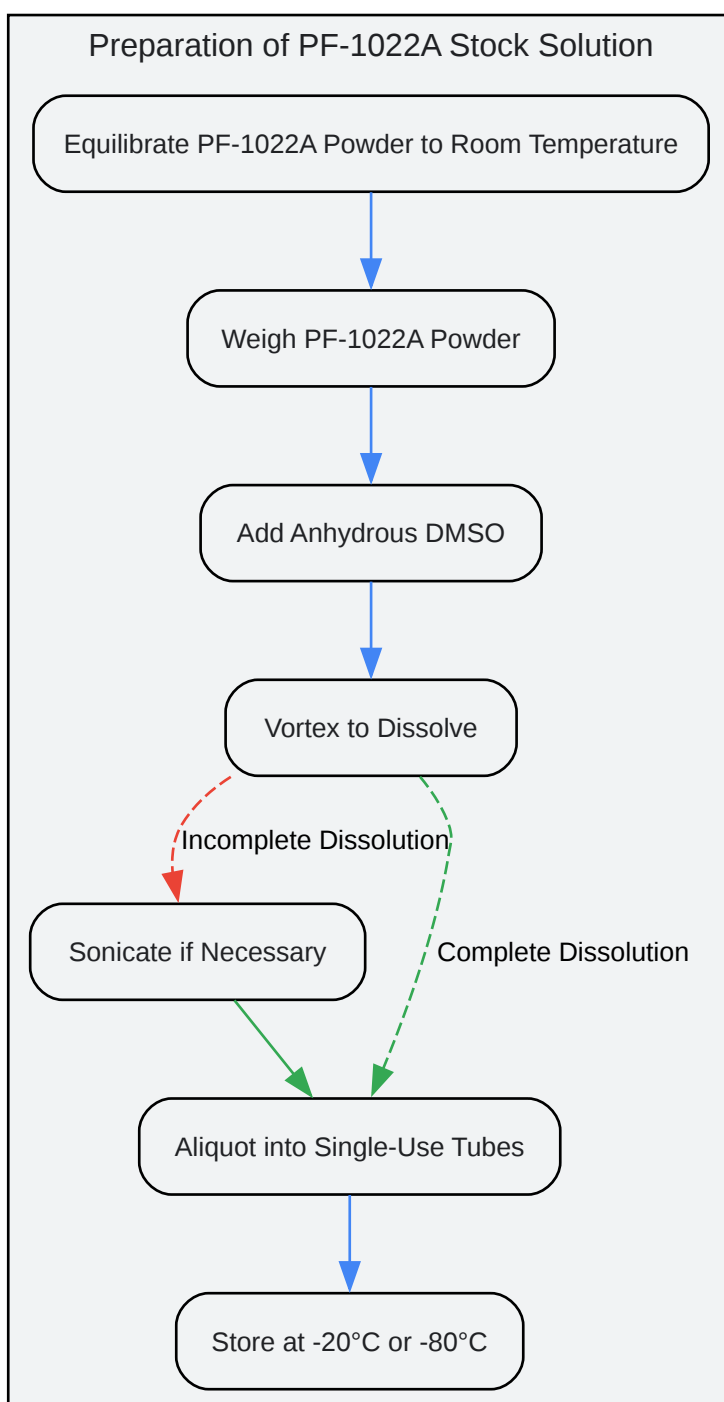 Preparation of PF-1022A Stock Solution
Equilibrate PF-1022A Powder to Room Temperature
Weigh PF-1022A Powder
Add Anhydrous DMSO
Vortex to Dissolve
Incomplete Dissolution
Sonicate if Necessary
Complete Dissolution
Aliquot into Single-Use Tubes
Store at -20°C or -80°C